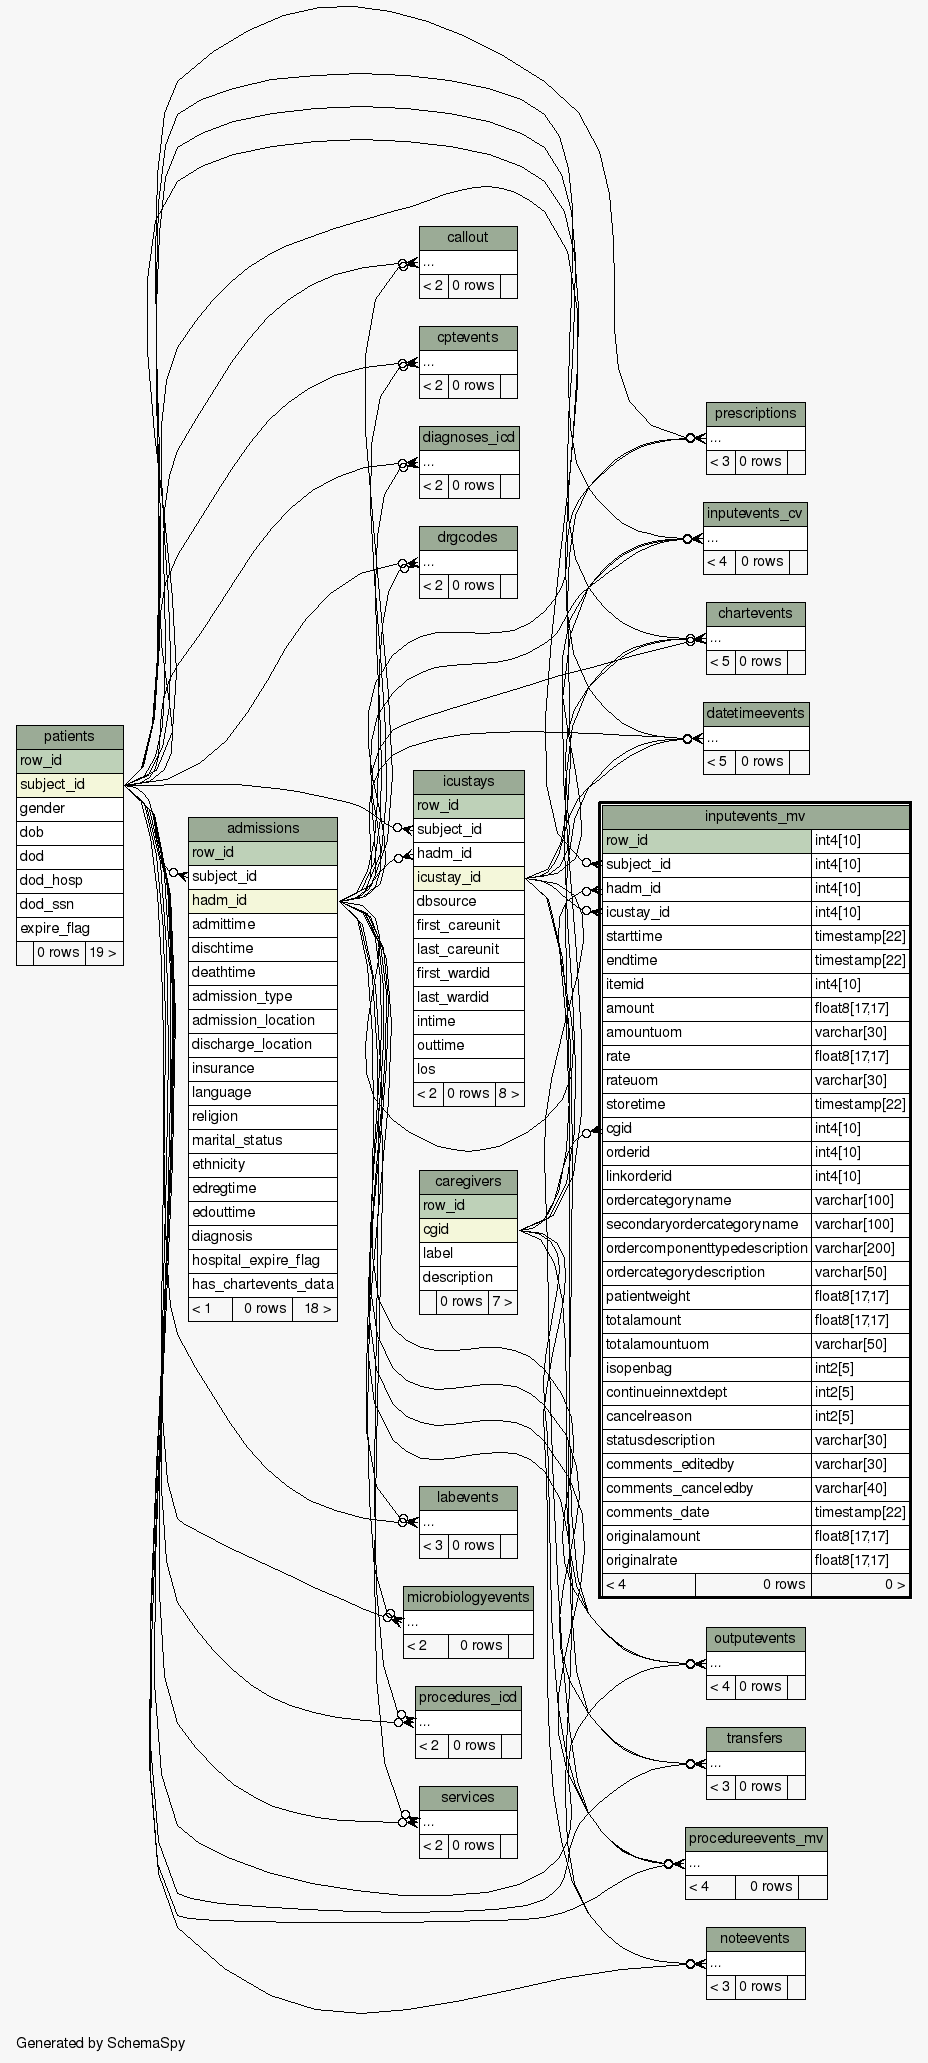 callout
...
< 2 0 rows
cptevents
...
< 2 0 rows
diagnoses_icd
...
< 2 0 rows
drgcodes
...
< 2 0 rows
prescriptions
...
< 3 0 rows
inputevents_cv
...
< 4 0 rows
chartevents
...
< 5 0 rows
datetimeevents
...
< 5 0 rows
patients
row_id
subject_id
gender
dob
dod
dod_hosp
dod_ssn
expire_flag
0 rows 19 >
admissions
row_id
subject_id
hadm_id
admittime
dischtime
deathtime
admission_type
admission_location
discharge_location
insurance
language
religion
marital_status
ethnicity
edregtime
edouttime
diagnosis
hospital_expire_flag
has_chartevents_data
< 1 0 rows 18 >
icustays
row_id
subject_id
hadm_id
icustay_id
dbsource
first_careunit
last_careunit
first_wardid
last_wardid
intime
outtime
los
< 2 0 rows 8 >
caregivers
row_id
cgid
label
description
0 rows 7 >
inputevents_mv
row_id int4[10]
subject_id int4[10]
hadm_id int4[10]
icustay_id int4[10]
starttime timestamp[22]
endtime timestamp[22]
itemid int4[10]
amount float8[17,17]
amountuom varchar[30]
rate float8[17,17]
rateuom varchar[30]
storetime timestamp[22]
cgid int4[10]
orderid int4[10]
linkorderid int4[10]
ordercategoryname varchar[100]
secondaryordercategoryname varchar[100]
ordercomponenttypedescription varchar[200]
ordercategorydescription varchar[50]
patientweight float8[17,17]
totalamount float8[17,17]
totalamountuom varchar[50]
isopenbag int2[5]
continueinnextdept int2[5]
cancelreason int2[5]
statusdescription varchar[30]
comments_editedby varchar[30]
comments_canceledby varchar[40]
comments_date timestamp[22]
originalamount float8[17,17]
originalrate float8[17,17]
< 4 0 rows 0 >
labevents
...
< 3 0 rows
microbiologyevents
...
< 2 0 rows
procedures_icd
...
< 2 0 rows
services
...
< 2 0 rows
outputevents
...
< 4 0 rows
transfers
...
< 3 0 rows
procedureevents_mv
...
< 4 0 rows
noteevents
...
< 3 0 rows
Generated by SchemaSpy